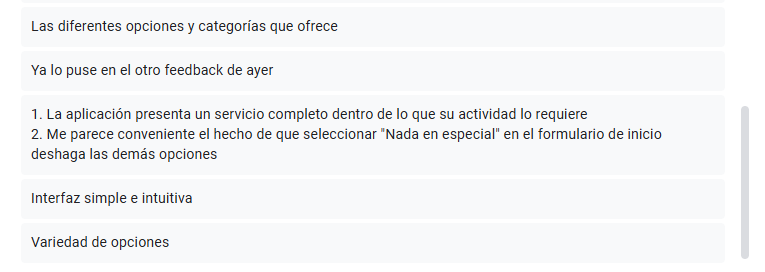 Las diferentes opciones y categorías que ofrece
Ya lo puse en el otro feedback de ayer
1. La aplicación presenta un servicio completo dentro de lo que su actividad lo requiere
2. Me parece conveniente el hecho de que seleccionar "Nada en especial" en el formulario de inicio
deshaga las demás opciones
Interfaz simple e intuitiva
Variedad de opciones